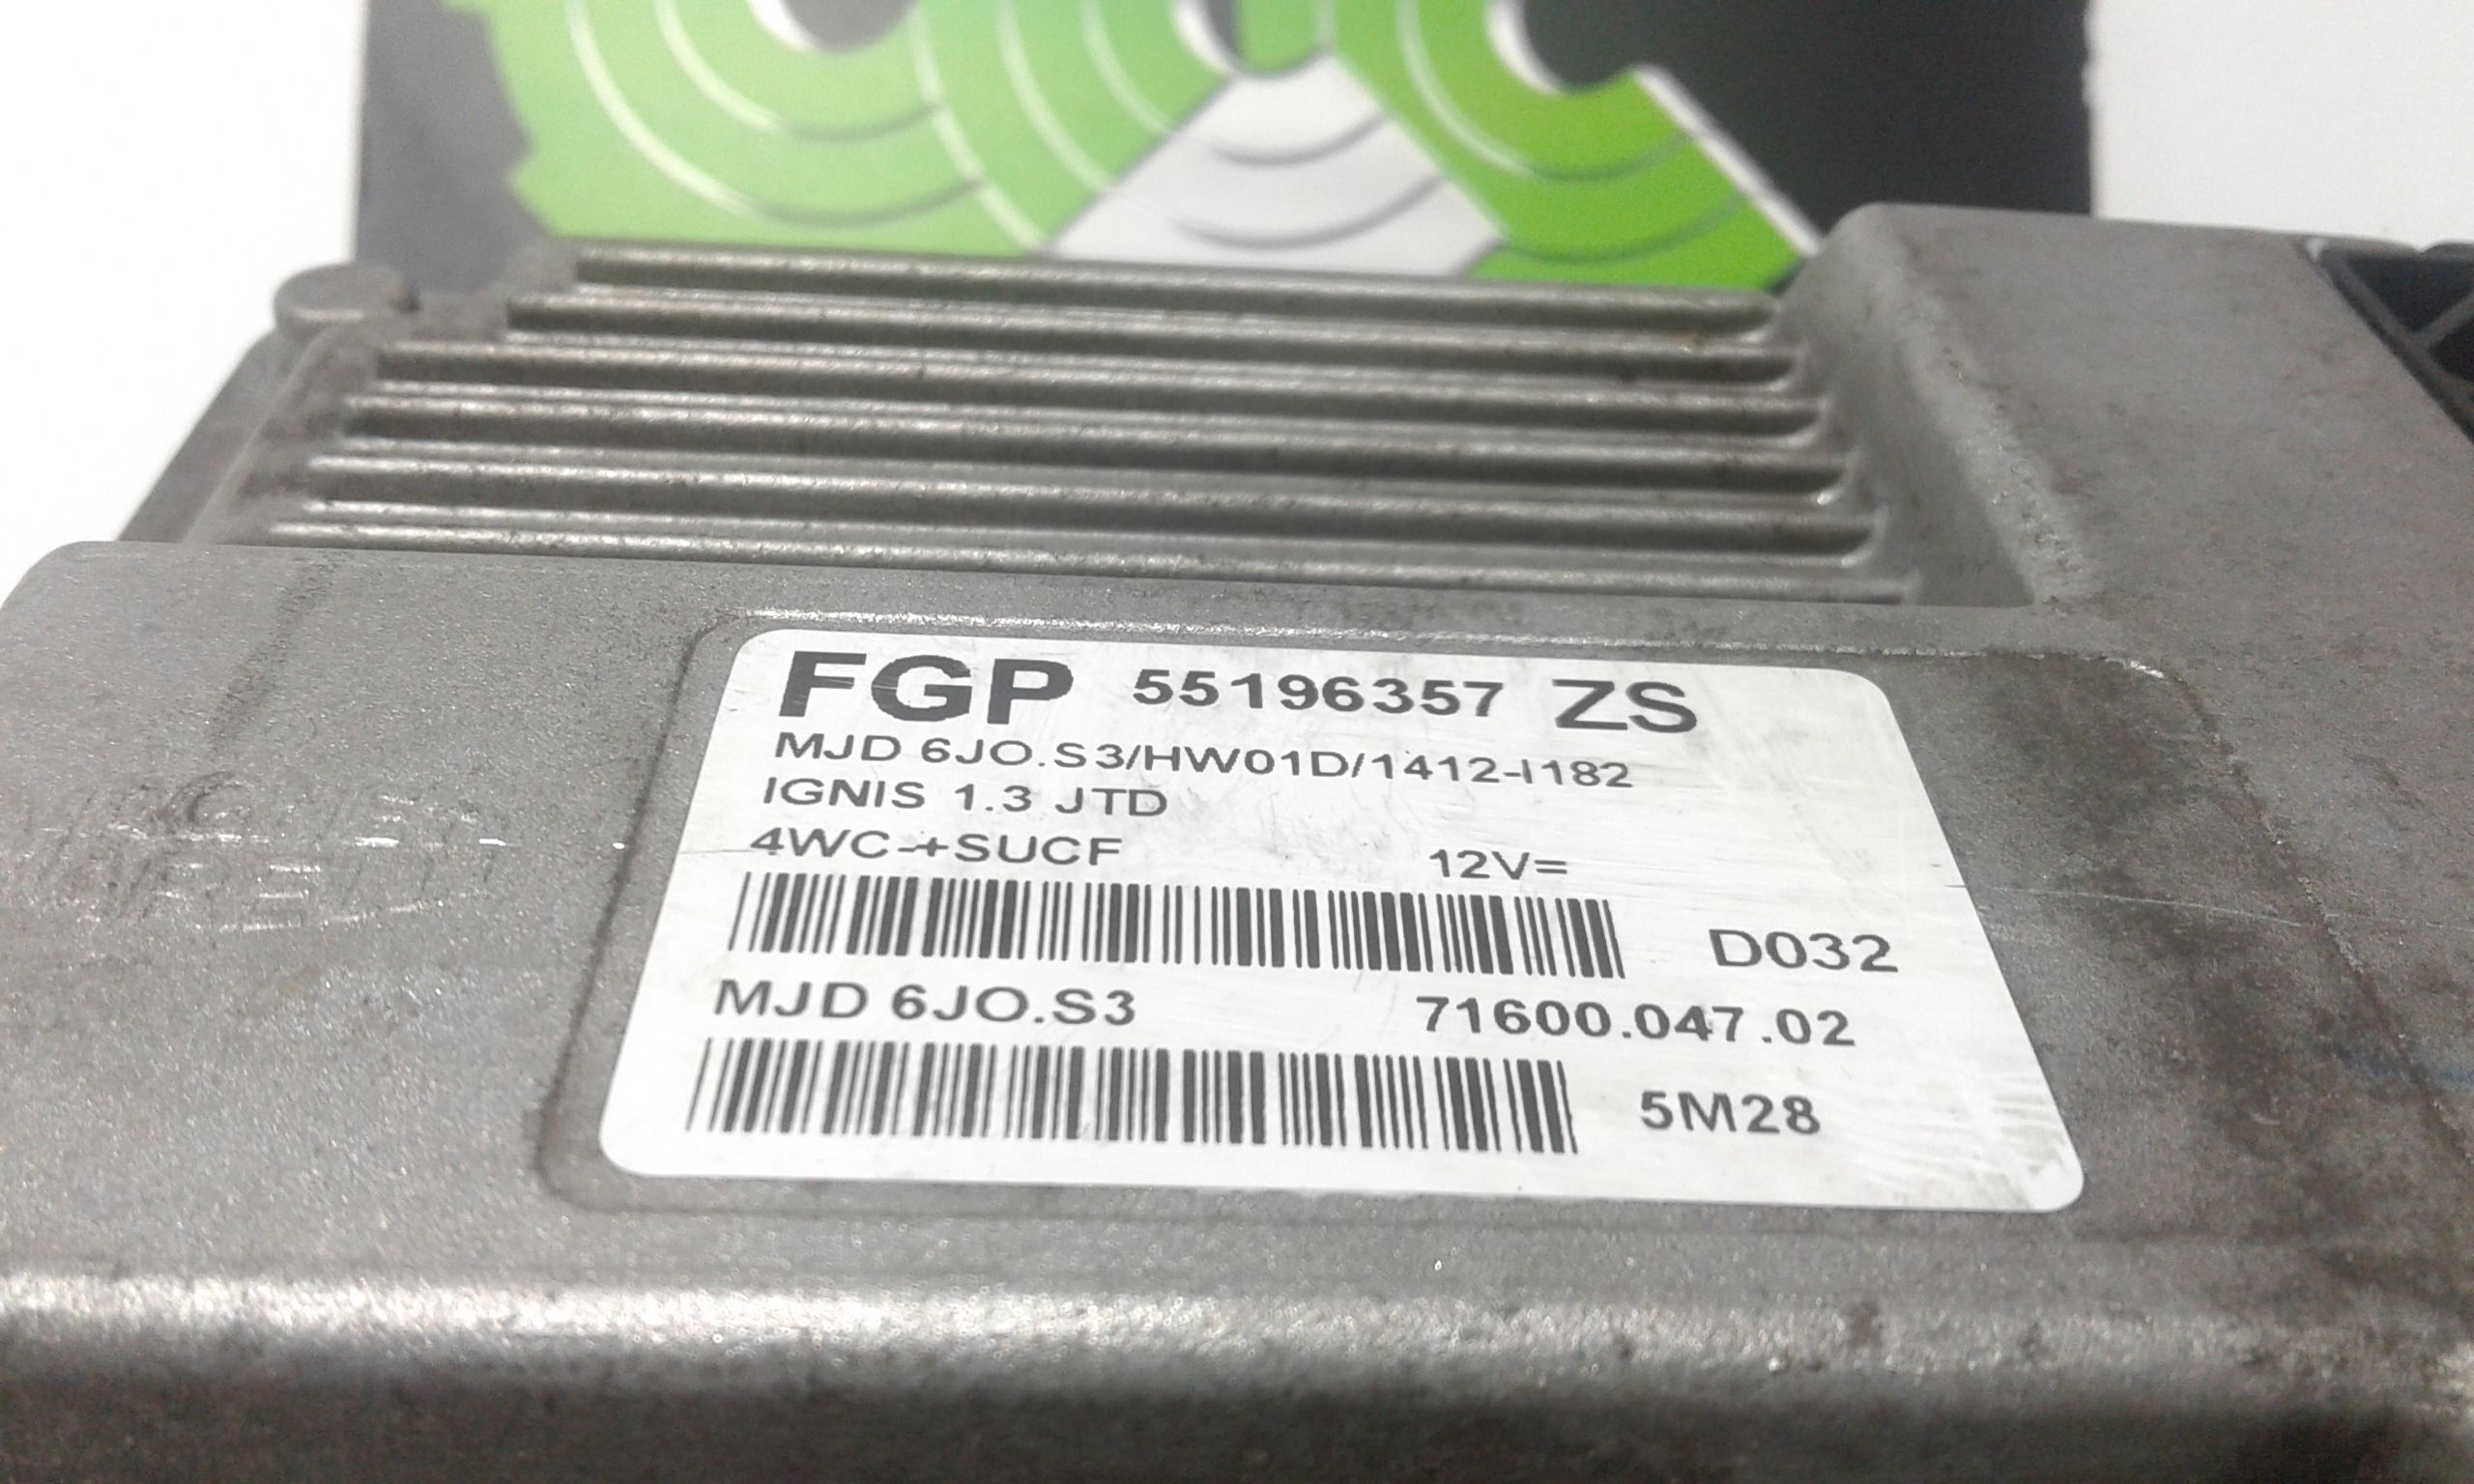 FGP 55196357 ZS
MJD 6JO.S3/HW01D/1412-I182
IGNIS 1.3 JTD
4WC-+SUCF 12V=
D032
MJD 6JO.S3 71600.047.02
5M28